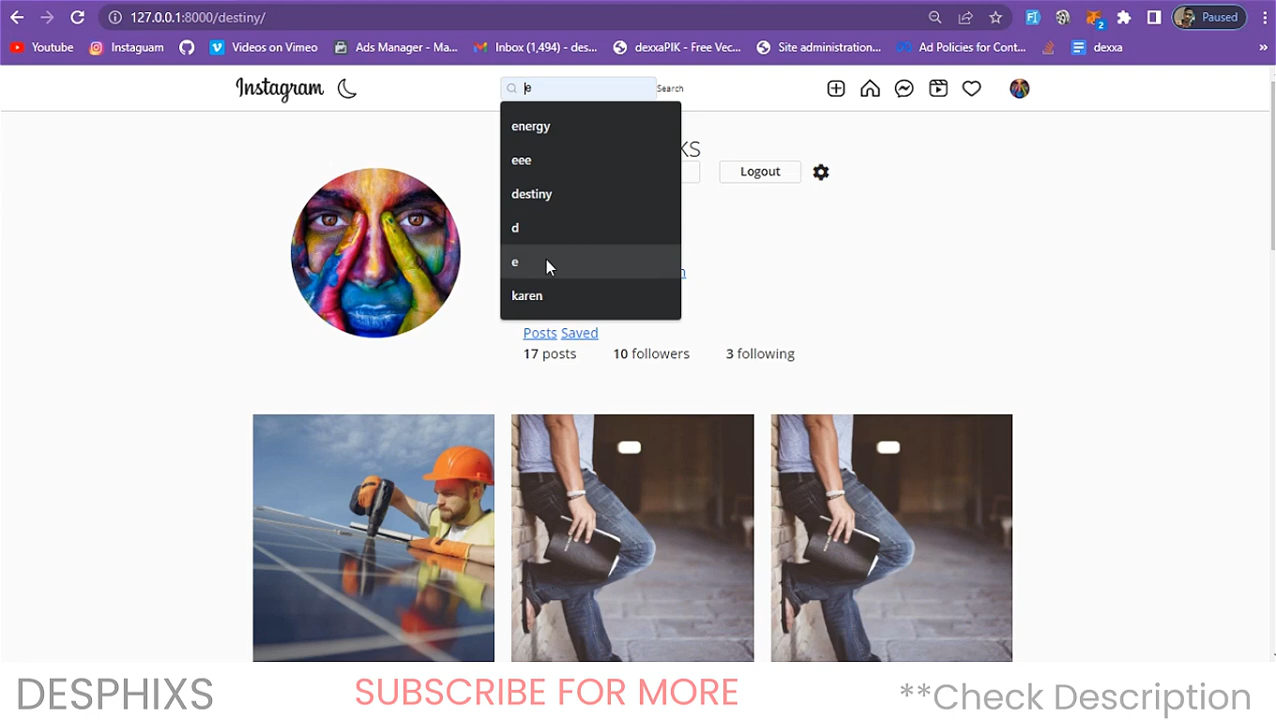 127.0.0.1:8000/destiny/
Paused
2
Youtube
Instaguam
Videos on Vimeo
Ads Manager - Ma...
Inbox (1,494) - des...
dexxaPIK - Free Vec...
Site administration...
Ad Policies for Cont...
dexxa
»
Instagram
e
Search
energy
eee
destiny
d
e
karen
XS
Logout
n
Posts Saved
17 posts 10 followers 3 following
DESPHIXS
SUBSCRIBE FOR MORE
**Check Description